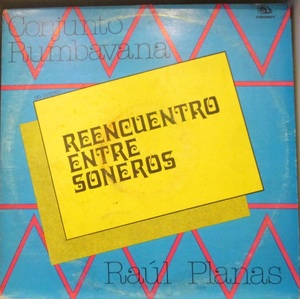 Conjunto
Rumbavana
REENCUENTRO
ENTRE
SONEROS
Raúl Planas